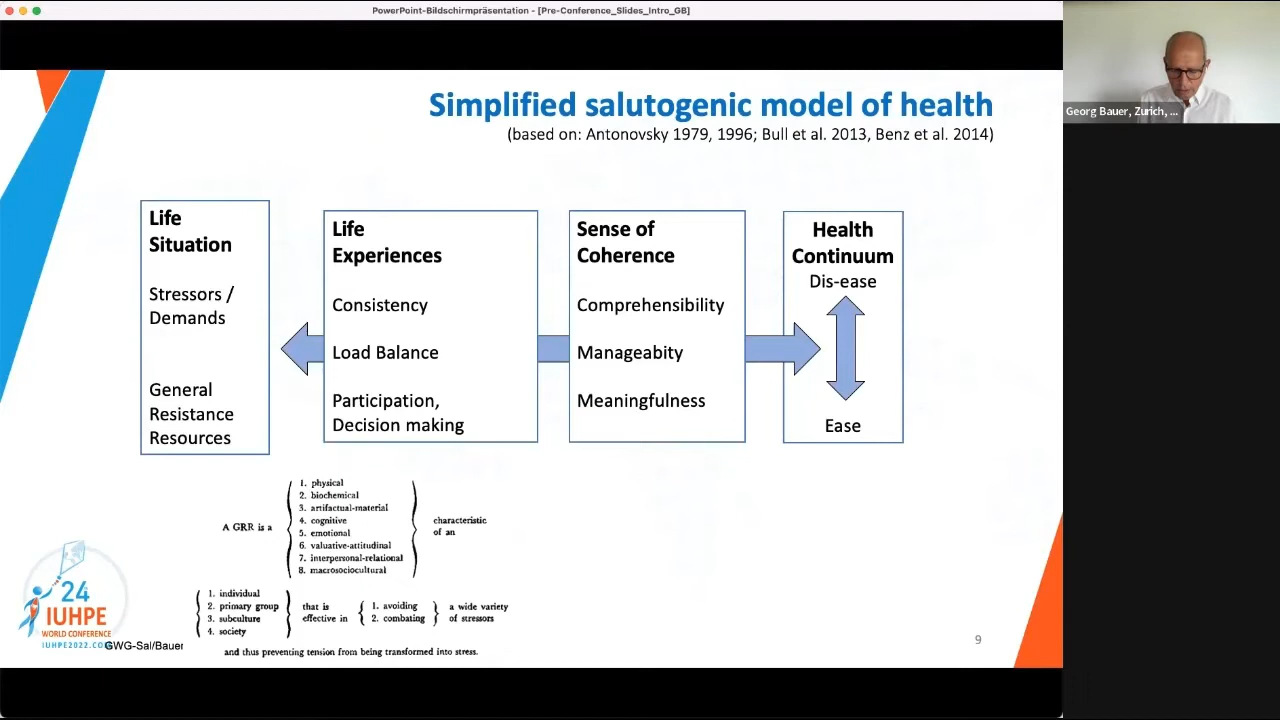 PowerPoint-Bildschirmpräsentation - [Pre-Conference_Slides_Intro_GB]
Georg Bauer, Zurich, ...
Simplified salutogenic model of health
(based on: Antonovsky 1979, 1996; Bull et al. 2013, Benz et al. 2014)
Life
Situation
Stressors /
Demands
General
Resistance
Resources
Life
Experiences
Consistency
Load Balance
Participation,
Decision making
Sense of
Coherence
Comprehensibility
Manageabity
Meaningfulness
Health
Continuum
Dis-ease
Ease
A GRR is a
1. physical
2. biochemical
3. artifactual-material
4. cognitive
5. emotional
6. valuative-attitudinal
7. interpersonal-relational
8. macrosociocultural
characteristic
of an
1. individual
2. primary group
3. subculture
4. society
that is
effective in
1. avoiding
2. combating
a wide variety
of stressors
and thus preventing tension from being transformed into stress.
24
IUHPE
WORLD CONFERENCE
IUHPE2022.CO
GWG-Sal/Bauer
9